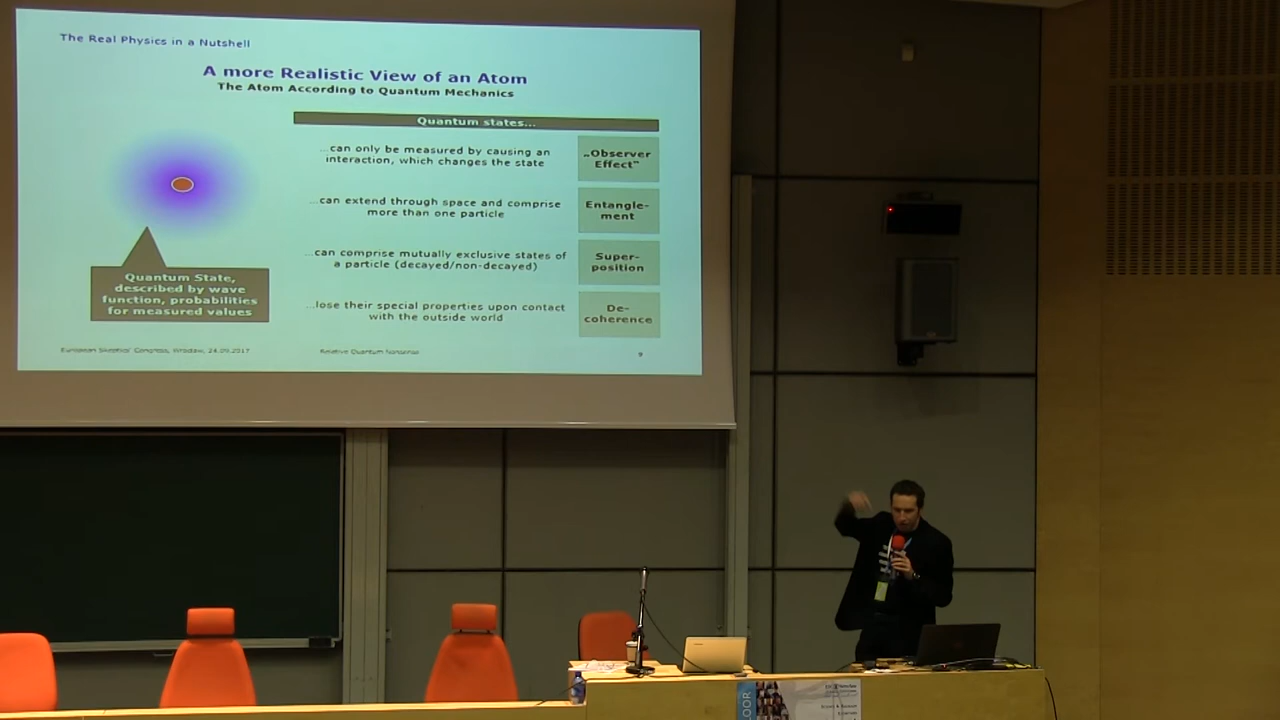 The Real Physics in a Nutshell
A more Realistic View of an Atom
The Atom According to Quantum Mechanics
Quantum states...
...can only be measured by causing an
interaction, which changes the state
„Observer
Effect"
...can extend through space and comprise
more than one particle
Entangle-
ment
...can comprise mutually exclusive states of
a particle (decayed/non-decayed)
Super-
position
...lose their special properties upon contact
with the outside world
De-
coherence
Quantum State,
described by wave
function, probabilities
for measured values
European Skeptics' Congress, Wrocław, 24.09.2017
Relative Quantum Nonsense
9